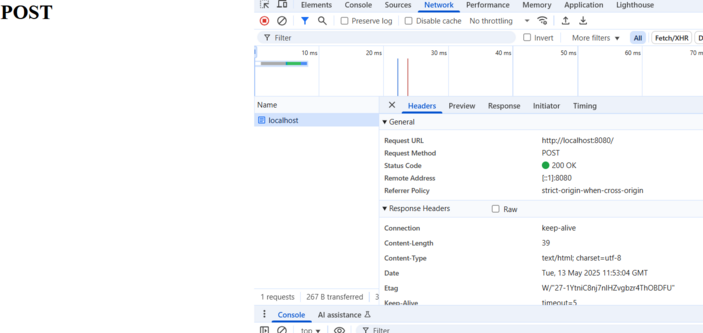 POST
Elements Console Sources Network Performance Memory Application Lighthouse
Preserve log Disable cache No throttling
Filter Invert More filters All Fetch/XHR D
10 ms 20 ms 30 ms 40 ms 50 ms 60 ms 70 m
Name
localhost
Headers Preview Response Initiator Timing
General
Request URL http://localhost:8080/
Request Method POST
Status Code 200 OK
Remote Address [::1]:8080
Referrer Policy strict-origin-when-cross-origin
Response Headers Raw
Connection keep-alive
Content-Length 39
Content-Type text/html; charset=utf-8
Date Tue, 13 May 2025 11:53:04 GMT
Etag W/"27-1YtniC8nj7nIHZvgbzr4ThOBDFU"
Keep-Alive timeout=5
1 requests 267 B transferred 3
Console AI assistance
top Filter